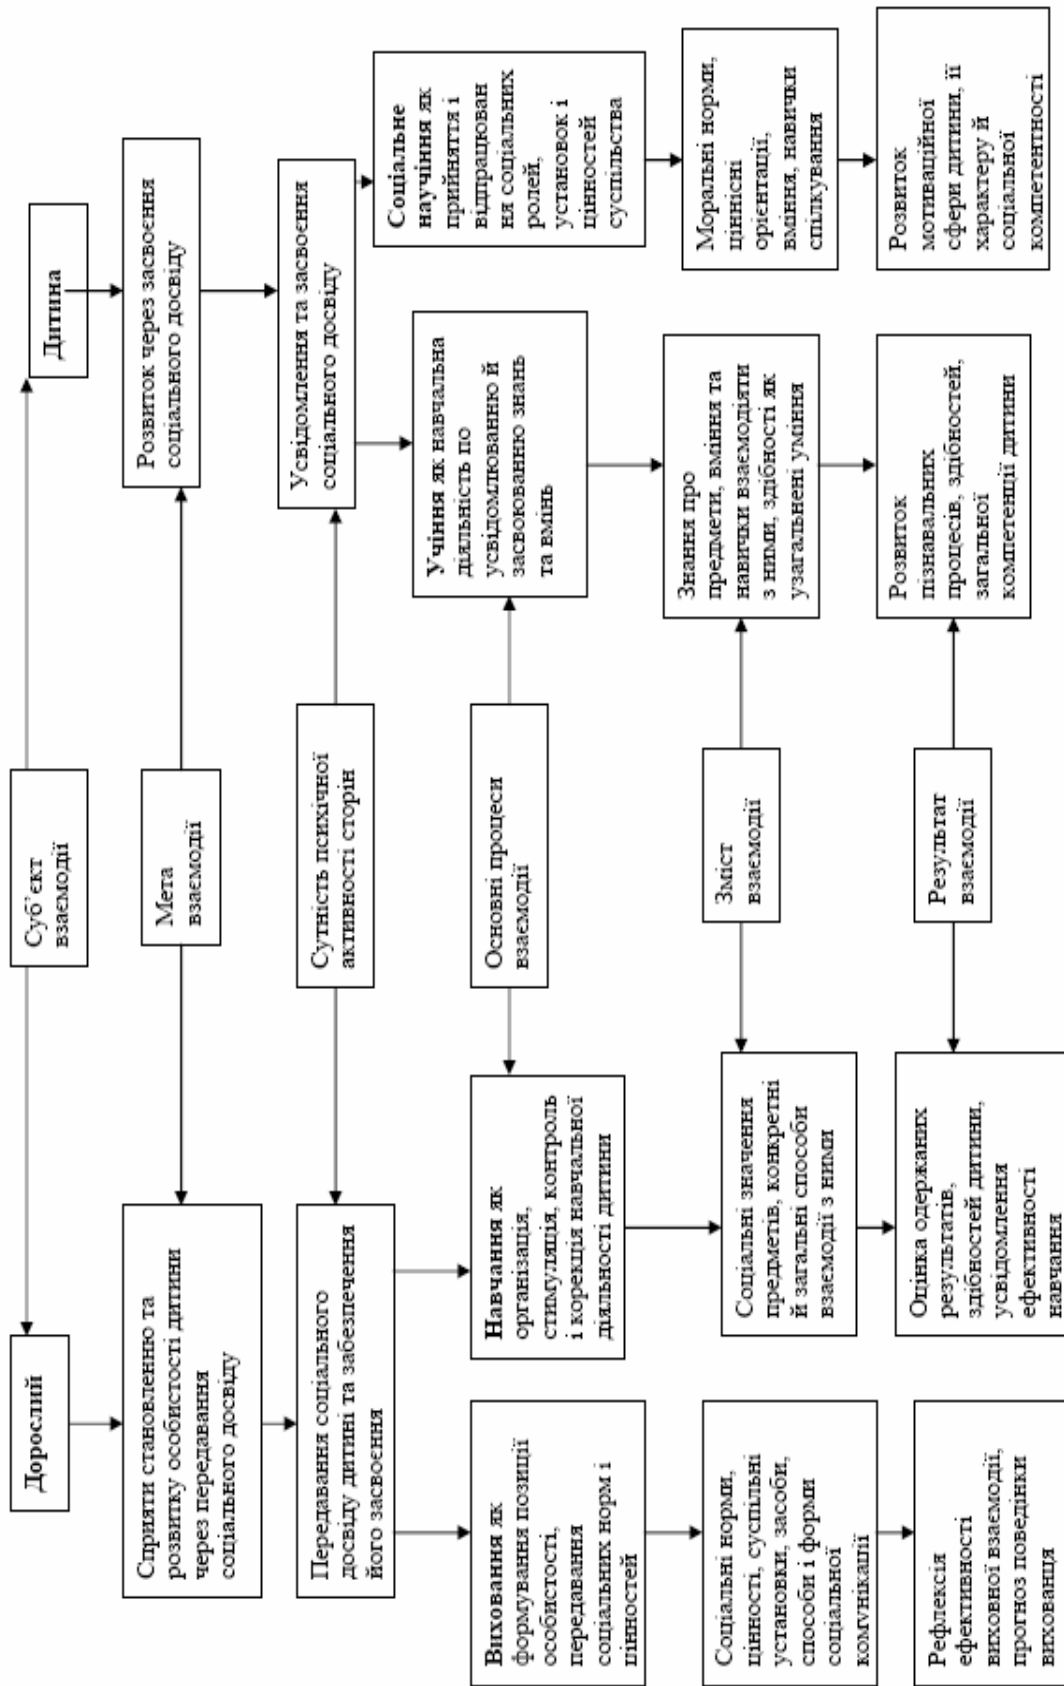 Суб’єкт
взаємодії
Дорослий
Дитина
Мета
взаємодії
Сприяти становленню та
розвитку особистості дитини
через передавання
соціального досвіду
Розвиток через засвоєння
соціального досвіду
Сутність психічної
активності сторін
Передавання соціального
досвіду дитині та забезпечення
його засвоєння
Усвідомлення та засвоєння
соціального досвіду
Основні процеси
взаємодії
Виховання як
формування позиції
особистості,
передавання
соціальних норм і
цінностей
Навчання як
організація,
стимуляція, контроль
і корекція навчальної
діяльності дитини
Учіння як навчальна
діяльність по
усвідомлюванню й
засвоюванню знань
та вмінь
Соціальне
научіння як
прийняття і
відпрацюван
ня соціальних
ролей,
установок і
цінностей
суспільства
Зміст
взаємодії
Соціальні норми,
цінності, суспільні
установки, засоби,
способи і форми
соціальної
комунікації
Соціальні значення
предметів, конкретні
й загальні способи
взаємодії з ними
Знання про
предмети, вміння та
навички взаємодіяти
з ними, здібності як
узагальнені уміння
Моральні норми,
ціннісні
орієнтації,
вміння, навички
спілкування
Результат
взаємодії
Рефлексія
ефективності
виховної взаємодії,
прогноз поведінки
вихованця
Оцінка одержаних
результатів,
здібностей дитини,
усвідомлення
ефективності
навчання
Розвиток
пізнавальних
процесів, здібностей,
загальної
компетенції дитини
Розвиток
мотиваційної
сфери дитини, її
характеру й
соціальної
компетентності